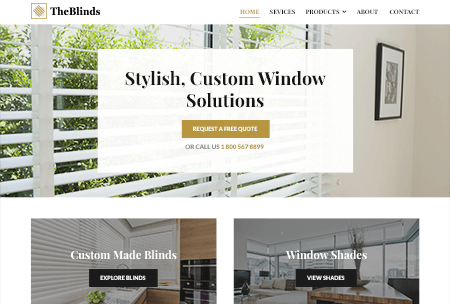 TheBlinds
HOME SEVICES PRODUCTS ABOUT CONTACT
Stylish, Custom Window
Solutions
REQUEST A FREE QUOTE
OR CALL US 1 800 567 8899
Custom Made Blinds
EXPLORE BLINDS
Window Shades
VIEW SHADES